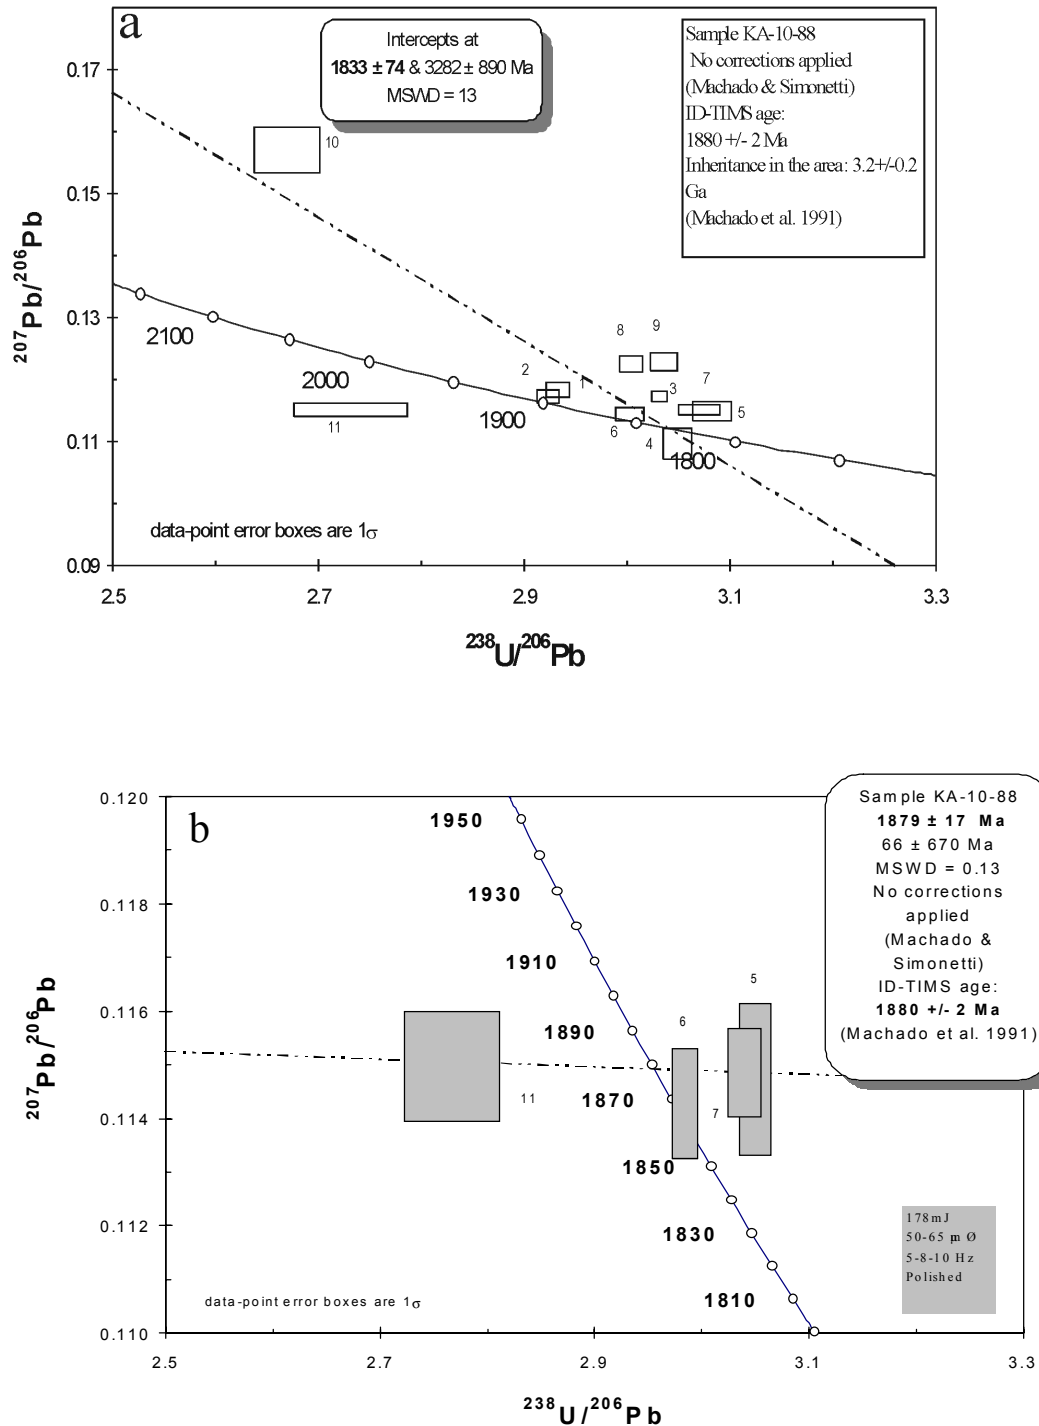 a
Intercepts at
1833 ± 74 & 3282 ± 890 Ma
MSWD = 13
Sample KA-10-88
No corrections applied
(Machado & Simonetti)
ID-TIMS age:
1880 +/- 2 Ma
Inheritance in the area: 3.2+/-0.2
Ga
(Machado et al. 1991)
0.17
0.15
0.13
0.11
0.09
207Pb/206Pb
10
8
9
2
1
3
7
5
6
4
11
2100
2000
1900
1800
data-point error boxes are 1σ
2.5
2.7
2.9
3.1
3.3
238U/206Pb
b
Sample KA-10-88
1879 ± 17 Ma
66 ± 670 Ma
MSWD = 0.13
No corrections
applied
(Machado &
Simonetti)
ID-TIMS age:
1880 +/- 2 Ma
(Machado et al. 1991)
0.120
0.118
0.116
0.114
0.112
0.110
207Pb/206Pb
1950
1930
1910
1890
1870
1850
1830
1810
5
6
7
11
178mJ
50-65 µm Ø
5-8-10 Hz
Polished
data-point error boxes are 1σ
2.5
2.7
2.9
3.1
3.3
238U/206Pb